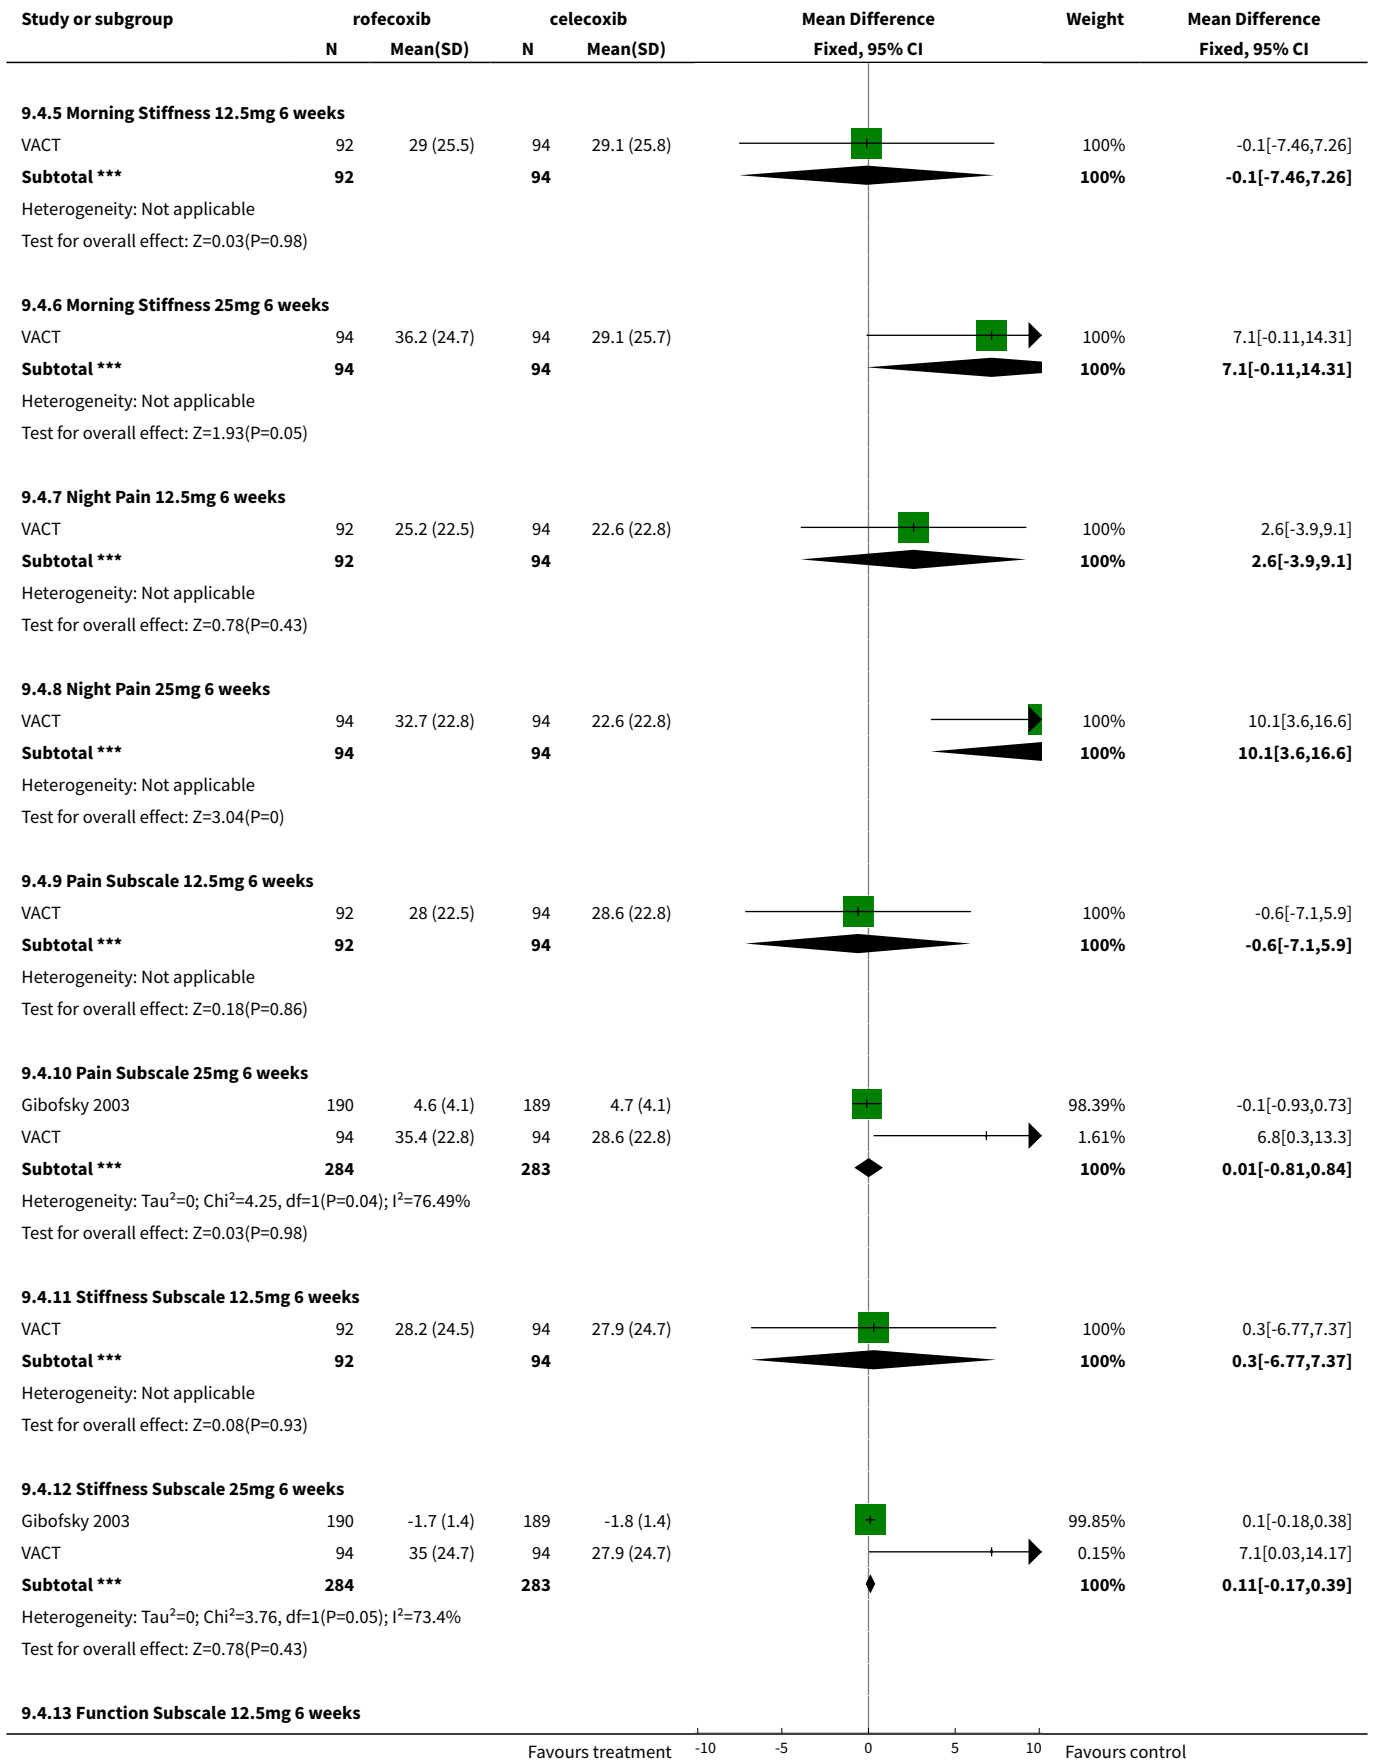 Study or subgroup rofecoxib celecoxib Mean Difference Weight Mean Difference
N Mean(SD) N Mean(SD) Fixed, 95% CI Fixed, 95% CI
9.4.5 Morning Stiffness 12.5mg 6 weeks
VACT 92 29 (25.5) 94 29.1 (25.8) 100% -0.1[-7.46,7.26]
Subtotal *** 92 94 100% -0.1[-7.46,7.26]
Heterogeneity: Not applicable
Test for overall effect: Z=0.03(P=0.98)
9.4.6 Morning Stiffness 25mg 6 weeks
VACT 94 36.2 (24.7) 94 29.1 (25.7) 100% 7.1[-0.11,14.31]
Subtotal *** 94 94 100% 7.1[-0.11,14.31]
Heterogeneity: Not applicable
Test for overall effect: Z=1.93(P=0.05)
9.4.7 Night Pain 12.5mg 6 weeks
VACT 92 25.2 (22.5) 94 22.6 (22.8) 100% 2.6[-3.9,9.1]
Subtotal *** 92 94 100% 2.6[-3.9,9.1]
Heterogeneity: Not applicable
Test for overall effect: Z=0.78(P=0.43)
9.4.8 Night Pain 25mg 6 weeks
VACT 94 32.7 (22.8) 94 22.6 (22.8) 100% 10.1[3.6,16.6]
Subtotal *** 94 94 100% 10.1[3.6,16.6]
Heterogeneity: Not applicable
Test for overall effect: Z=3.04(P=0)
9.4.9 Pain Subscale 12.5mg 6 weeks
VACT 92 28 (22.5) 94 28.6 (22.8) 100% -0.6[-7.1,5.9]
Subtotal *** 92 94 100% -0.6[-7.1,5.9]
Heterogeneity: Not applicable
Test for overall effect: Z=0.18(P=0.86)
9.4.10 Pain Subscale 25mg 6 weeks
Gibofsky 2003 190 4.6 (4.1) 189 4.7 (4.1) 98.39% -0.1[-0.93,0.73]
VACT 94 35.4 (22.8) 94 28.6 (22.8) 1.61% 6.8[0.3,13.3]
Subtotal *** 284 283 100% 0.01[-0.81,0.84]
Heterogeneity: Tau²=0; Chi²=4.25, df=1(P=0.04); I²=76.49%
Test for overall effect: Z=0.03(P=0.98)
9.4.11 Stiffness Subscale 12.5mg 6 weeks
VACT 92 28.2 (24.5) 94 27.9 (24.7) 100% 0.3[-6.77,7.37]
Subtotal *** 92 94 100% 0.3[-6.77,7.37]
Heterogeneity: Not applicable
Test for overall effect: Z=0.08(P=0.93)
9.4.12 Stiffness Subscale 25mg 6 weeks
Gibofsky 2003 190 -1.7 (1.4) 189 -1.8 (1.4) 99.85% 0.1[-0.18,0.38]
VACT 94 35 (24.7) 94 27.9 (24.7) 0.15% 7.1[0.03,14.17]
Subtotal *** 284 283 100% 0.11[-0.17,0.39]
Heterogeneity: Tau²=0; Chi²=3.76, df=1(P=0.05); I²=73.4%
Test for overall effect: Z=0.78(P=0.43)
9.4.13 Function Subscale 12.5mg 6 weeks
Favours treatment -10 -5 0 5 10 Favours control